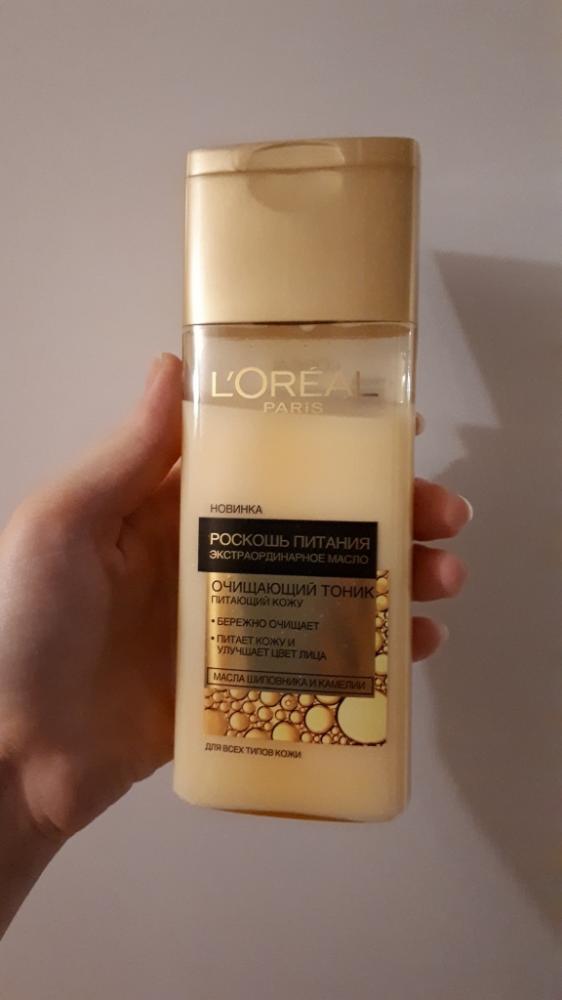 L'ORÉAL
PARIS
НОВИНКА
РОСКОШЬ ПИТАНИЯ
ЭКСТРАОРДИНАРНОЕ МАСЛО
ОЧИЩАЮЩИЙ ТОНИК
ПИТАЮЩИЙ КОЖУ
• БЕРЕЖНО ОЧИЩАЕТ
• ПИТАЕТ КОЖУ И
УЛУЧШАЕТ ЦВЕТ ЛИЦА
МАСЛА ШИПОВНИКА И КАМЕЛИИ
ДЛЯ ВСЕХ ТИПОВ КОЖИ